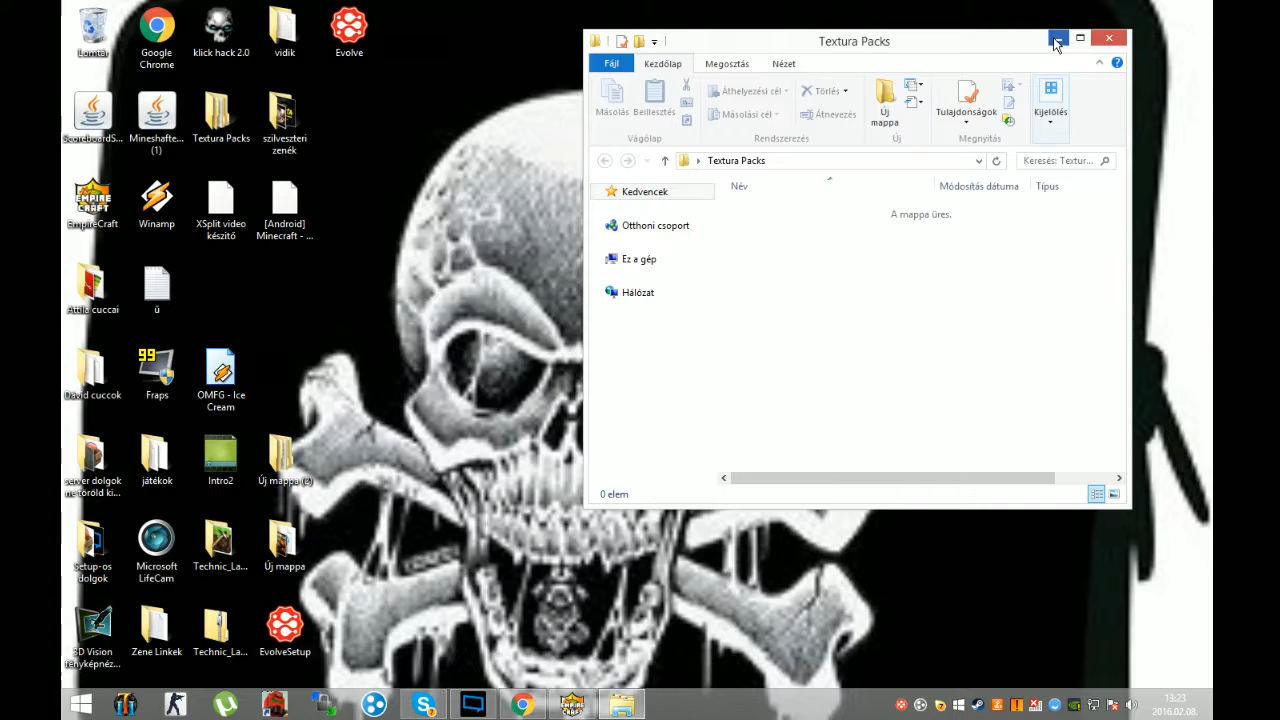 Lomtár
Google
Chrome
klick hack 2.0
vidik
Evolve
ScoreboardS...
Mineshafte...
(1)
Textura Packs
szilveszteri
zenék
EMPIRE
CRAFT
EmpireCraft
Winamp
XSplit video
készitő
[Android]
Minecraft - ...
Attila cuccai
ű
99
Dávid cuccok
Fraps
OMFG - Ice
Cream
server dolgok
ne töröld ki...
játékok
Intro2
Új mappa (e)
Setup-os
dolgok
Microsoft
LifeCam
Technic_La...
Új mappa
3D Vision
fényképnéz...
Zene Linkek
Technic_La...
EvolveSetup
Textura Packs
Fájl
Kezdőlap
Megosztás
Nézet
Másolás
Beillesztés
Áthelyezési cél
Másolási cél
Törlés
Átnevezés
Új
mappa
Tulajdonságok
Kijelölés
Vágólap
Rendszerezés
Új
Megnyitás
Textura Packs
Keresés: Textur...
Kedvencek
Otthoni csoport
Ez a gép
Hálózat
Név
Módosítás dátuma
Típus
A mappa üres.
0 elem
13:23
2016.02.08.